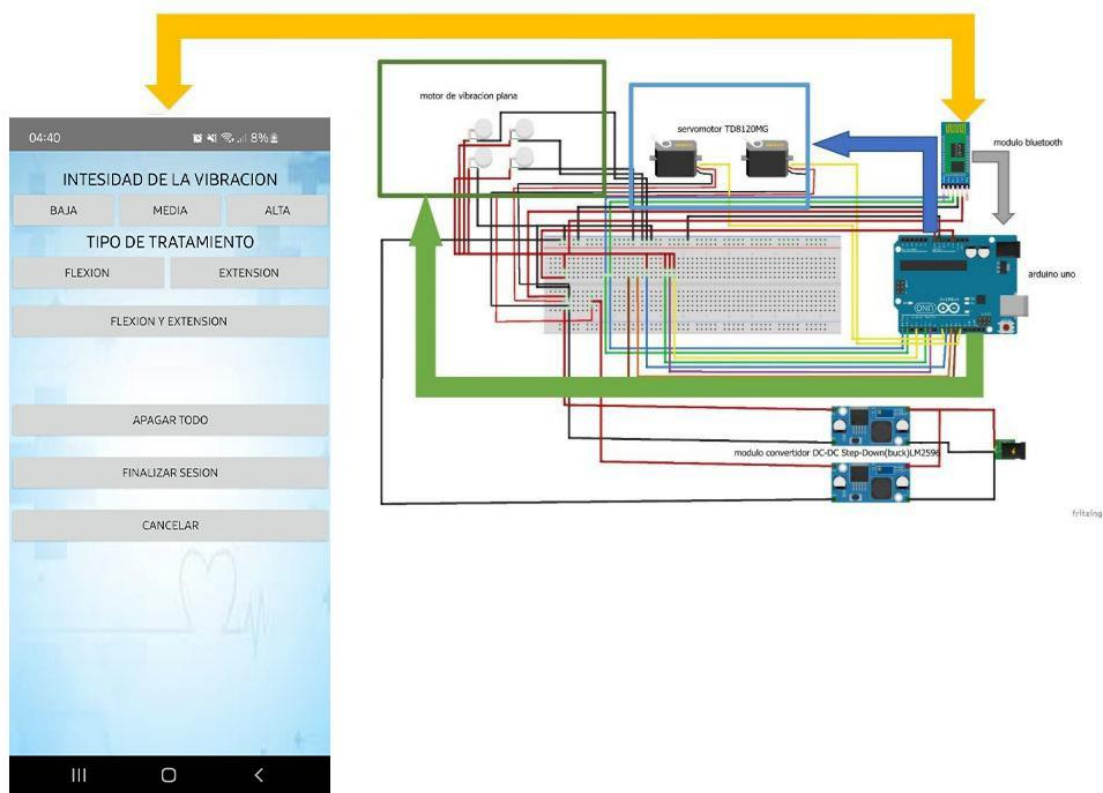 04:40
8%
INTESIDAD DE LA VIBRACION
BAJA MEDIA ALTA
TIPO DE TRATAMIENTO
FLEXION EXTENSION
FLEXION Y EXTENSION
APAGAR TODO
FINALIZAR SESION
CANCELAR
motor de vibracion plana
servomotor TD8120MG
modulo bluetooth
arduino uno
UNO
modulo convertidor DC-DC Step-Down(buck)LM2596
fritzing